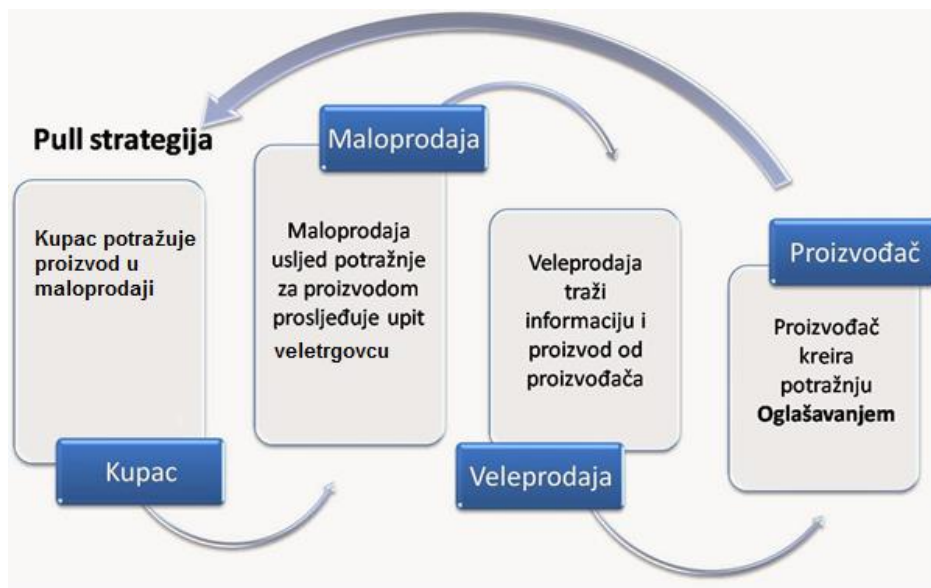 Pull strategija
Kupac potražuje
proizvod u
maloprodaji
Kupac
Maloprodaja
Maloprodaja
usljed potražnje
za proizvodom
prosljeđuje upit
veletrgovcu
Veleprodaja
traži
informaciju i
proizvod od
proizvođača
Veleprodaja
Proizvođač
Proizvođač
kreira
potražnju
Oglašavanjem